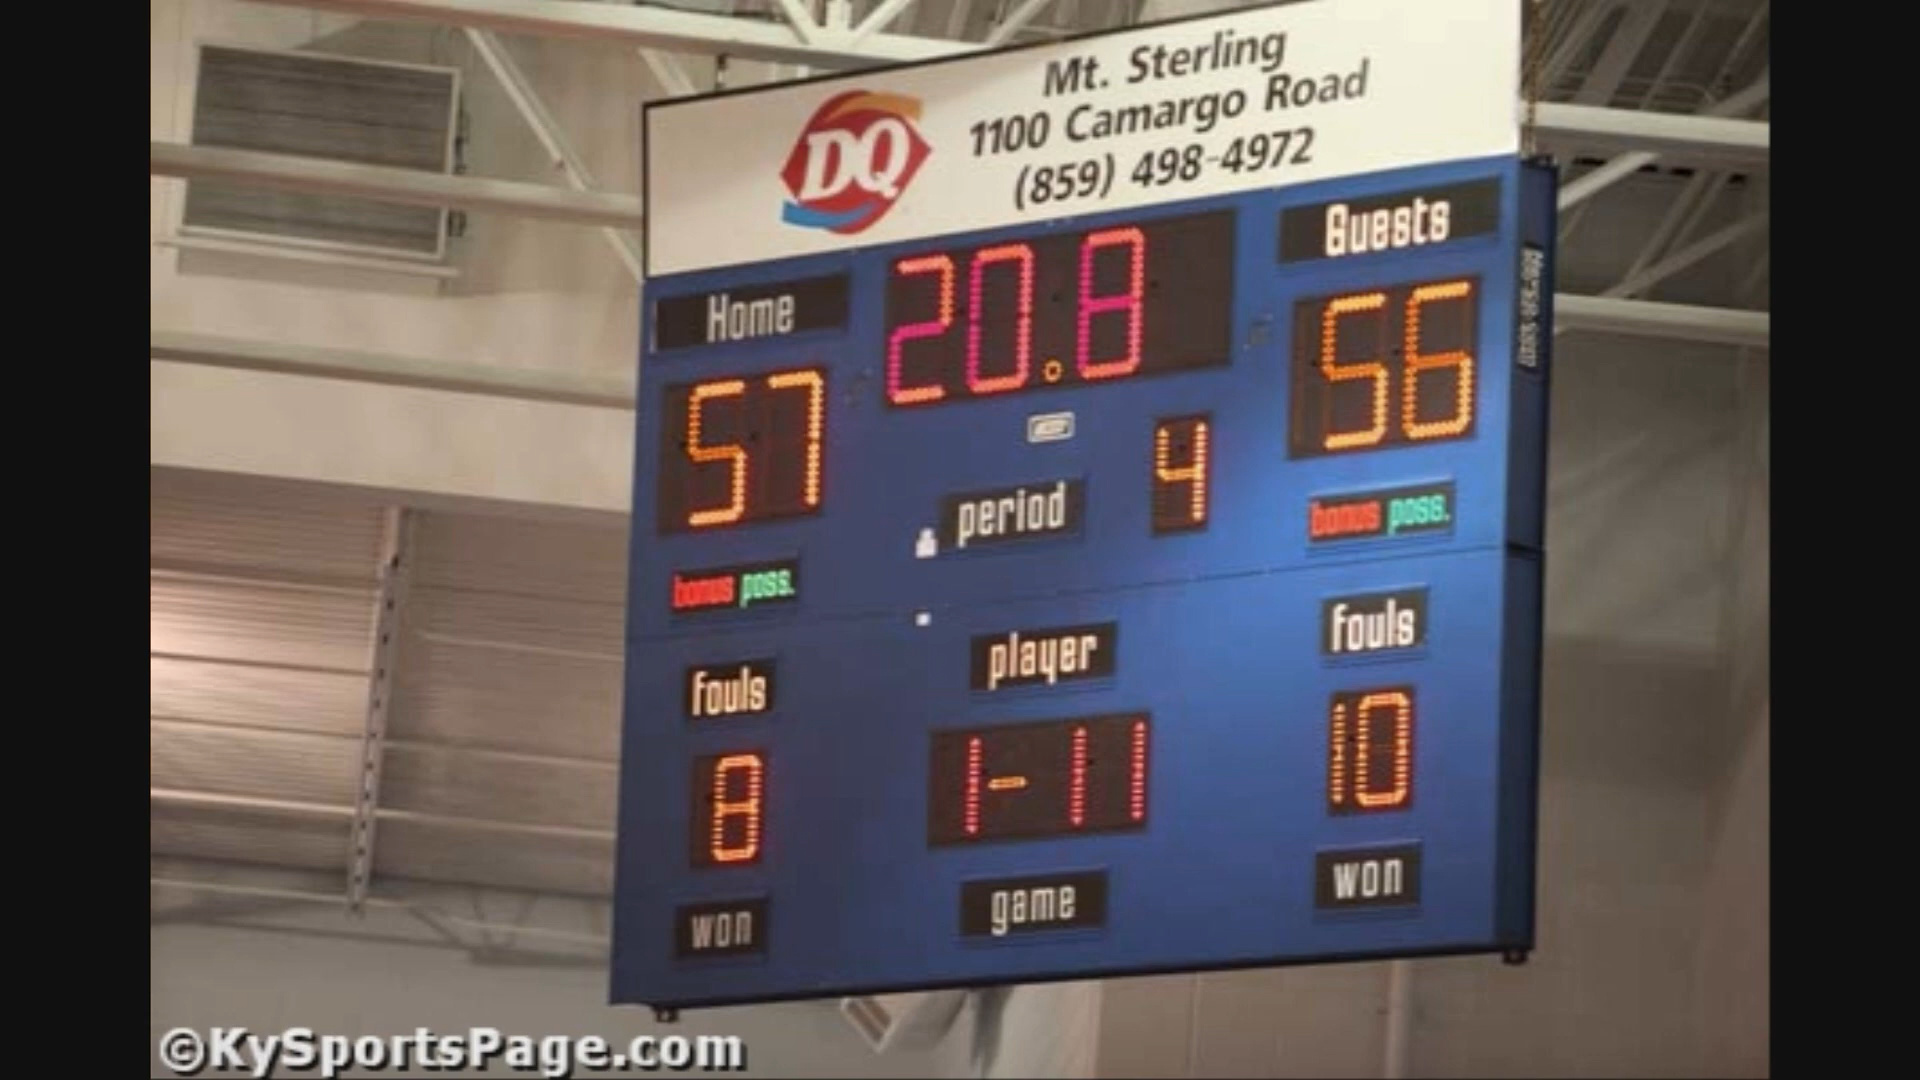 Mt. Sterling
1100 Camargo Road
(859) 498-4972
DQ
Home
20.8
Guests
57
56
period
4
bonus poss.
bonus poss.
fouls
player
fouls
8
1-11
10
won
game
won
©KySportsPage.com